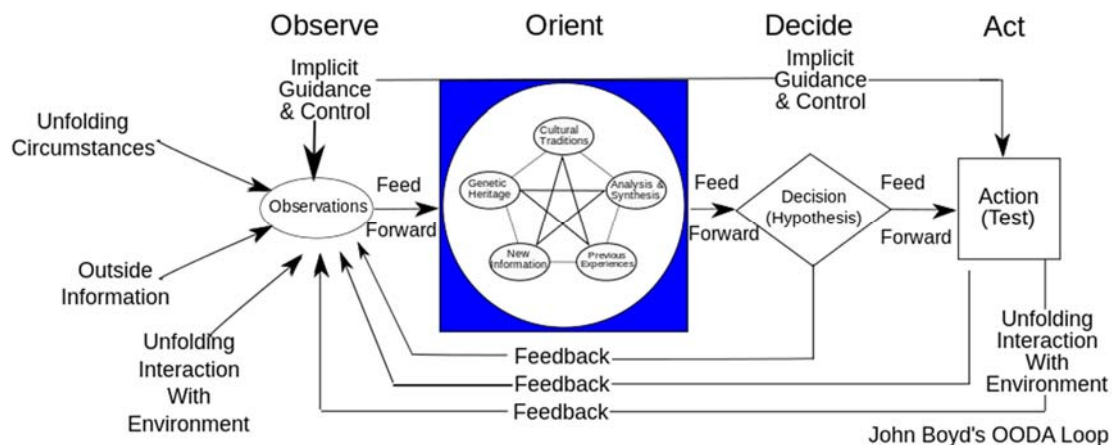 Observe
Orient
Decide
Act
Implicit
Guidance
& Control
Implicit
Guidance
& Control
Unfolding
Circumstances
Observations
Outside
Information
Unfolding
Interaction
With
Environment
Feed
Forward
Cultural
Traditions
Genetic
Heritage
Analysis &
Synthesis
New
Information
Previous
Experiences
Feed
Forward
Decision
(Hypothesis)
Feed
Forward
Action
(Test)
Unfolding
Interaction
With
Environment
Feedback
Feedback
Feedback
John Boyd's OODA Loop